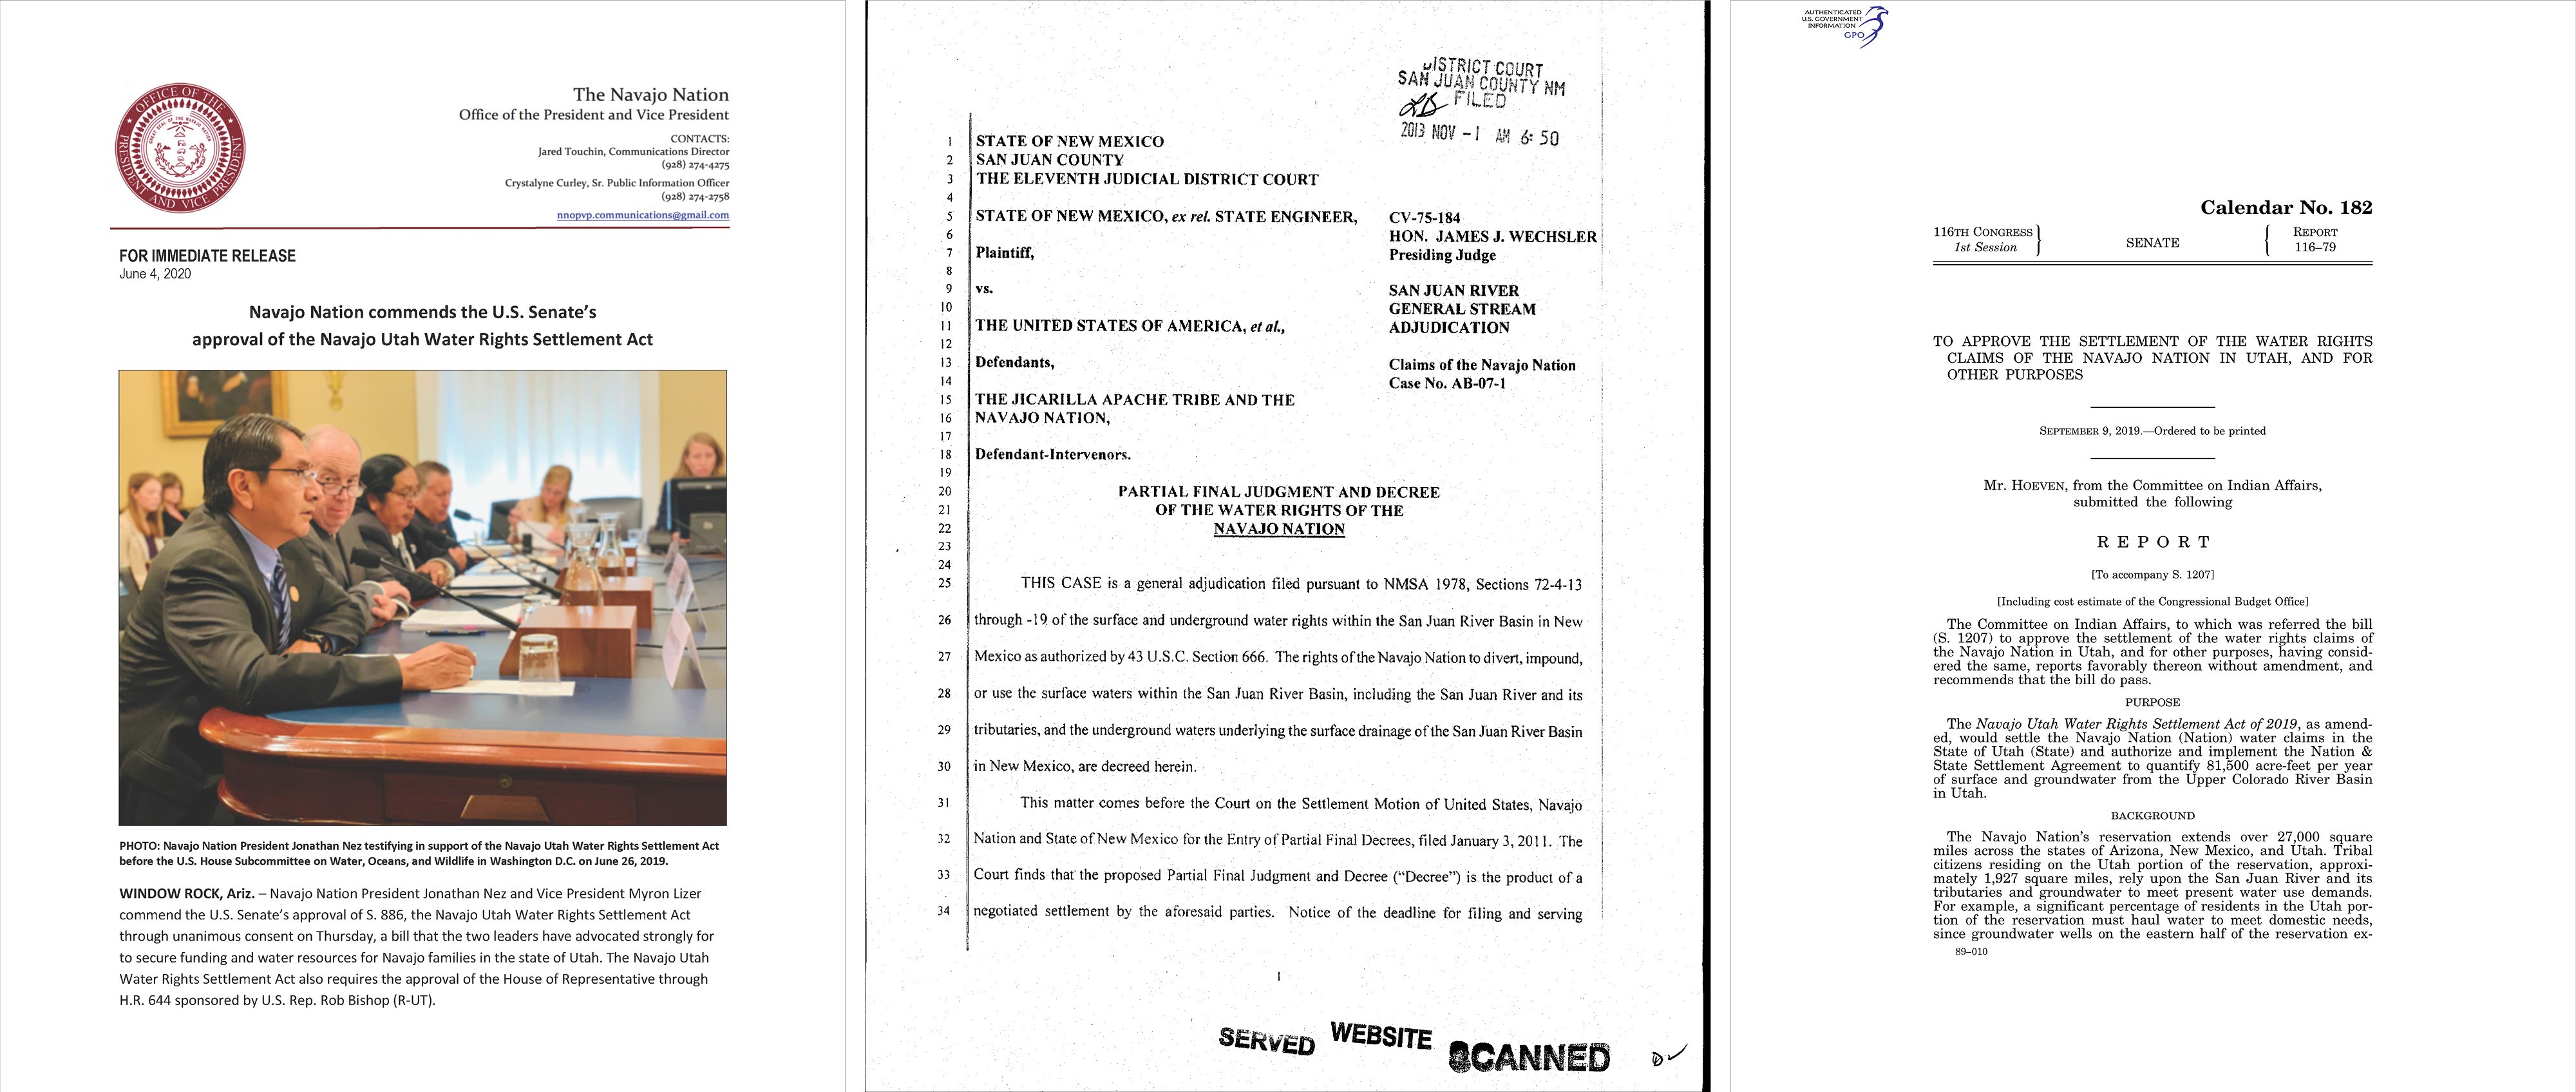 OFFICE OF THE PRESIDENT AND VICE PRESIDENT
The Navajo Nation
Office of the President and Vice President
CONTACTS:
Jared Touchin, Communications Director
(928) 274-4275
Crystalyne Curley, Sr. Public Information Officer
(928) 274-2758
nnopvp.communications@gmail.com
FOR IMMEDIATE RELEASE
June 4, 2020
Navajo Nation commends the U.S. Senate’s
approval of the Navajo Utah Water Rights Settlement Act
PHOTO: Navajo Nation President Jonathan Nez testifying in support of the Navajo Utah Water Rights Settlement Act
before the U.S. House Subcommittee on Water, Oceans, and Wildlife in Washington D.C. on June 26, 2019.
WINDOW ROCK, Ariz. – Navajo Nation President Jonathan Nez and Vice President Myron Lizer
commend the U.S. Senate’s approval of S. 886, the Navajo Utah Water Rights Settlement Act
through unanimous consent on Thursday, a bill that the two leaders have advocated strongly for
to secure funding and water resources for Navajo families in the state of Utah. The Navajo Utah
Water Rights Settlement Act also requires the approval of the House of Representative through
H.R. 644 sponsored by U.S. Rep. Rob Bishop (R-UT).
DISTRICT COURT
SAN JUAN COUNTY NM
FILED
2013 NOV -1 AM 6:50
1 STATE OF NEW MEXICO
2 SAN JUAN COUNTY
3 THE ELEVENTH JUDICIAL DISTRICT COURT
4
5 STATE OF NEW MEXICO, ex rel. STATE ENGINEER, CV-75-184
6 HON. JAMES J. WECHSLER
7 Plaintiff, Presiding Judge
8
9 vs. SAN JUAN RIVER
10 GENERAL STREAM
11 THE UNITED STATES OF AMERICA, et al., ADJUDICATION
12
13 Defendants, Claims of the Navajo Nation
14 Case No. AB-07-1
15 THE JICARILLA APACHE TRIBE AND THE
16 NAVAJO NATION,
17
18 Defendant-Intervenors.
19
20 PARTIAL FINAL JUDGMENT AND DECREE
21 OF THE WATER RIGHTS OF THE
22 NAVAJO NATION
23
24
25 THIS CASE is a general adjudication filed pursuant to NMSA 1978, Sections 72-4-13
26 through -19 of the surface and underground water rights within the San Juan River Basin in New
27 Mexico as authorized by 43 U.S.C. Section 666. The rights of the Navajo Nation to divert, impound,
28 or use the surface waters within the San Juan River Basin, including the San Juan River and its
29 tributaries, and the underground waters underlying the surface drainage of the San Juan River Basin
30 in New Mexico, are decreed herein.
31 This matter comes before the Court on the Settlement Motion of United States, Navajo
32 Nation and State of New Mexico for the Entry of Partial Final Decrees, filed January 3, 2011. The
33 Court finds that the proposed Partial Final Judgment and Decree (“Decree”) is the product of a
34 negotiated settlement by the aforesaid parties. Notice of the deadline for filing and serving
1
SERVED WEBSITE SCANNED
AUTHENTICATED
U.S. GOVERNMENT
INFORMATION
GPO
Calendar No. 182
116TH CONGRESS
1st Session
SENATE
REPORT
116–79
TO APPROVE THE SETTLEMENT OF THE WATER RIGHTS
CLAIMS OF THE NAVAJO NATION IN UTAH, AND FOR
OTHER PURPOSES
SEPTEMBER 9, 2019.—Ordered to be printed
Mr. HOEVEN, from the Committee on Indian Affairs,
submitted the following
REPORT
[To accompany S. 1207]
[Including cost estimate of the Congressional Budget Office]
The Committee on Indian Affairs, to which was referred the bill
(S. 1207) to approve the settlement of the water rights claims of
the Navajo Nation in Utah, and for other purposes, having consid-
ered the same, reports favorably thereon without amendment, and
recommends that the bill do pass.
PURPOSE
The Navajo Utah Water Rights Settlement Act of 2019, as amend-
ed, would settle the Navajo Nation (Nation) water claims in the
State of Utah (State) and authorize and implement the Nation &
State Settlement Agreement to quantify 81,500 acre-feet per year
of surface and groundwater from the Upper Colorado River Basin
in Utah.
BACKGROUND
The Navajo Nation’s reservation extends over 27,000 square
miles across the states of Arizona, New Mexico, and Utah. Tribal
citizens residing on the Utah portion of the reservation, approxi-
mately 1,927 square miles, rely upon the San Juan River and its
tributaries and groundwater to meet present water use demands.
For example, a significant percentage of residents in the Utah por-
tion of the reservation must haul water to meet domestic needs,
since groundwater wells on the eastern half of the reservation ex-
89–010